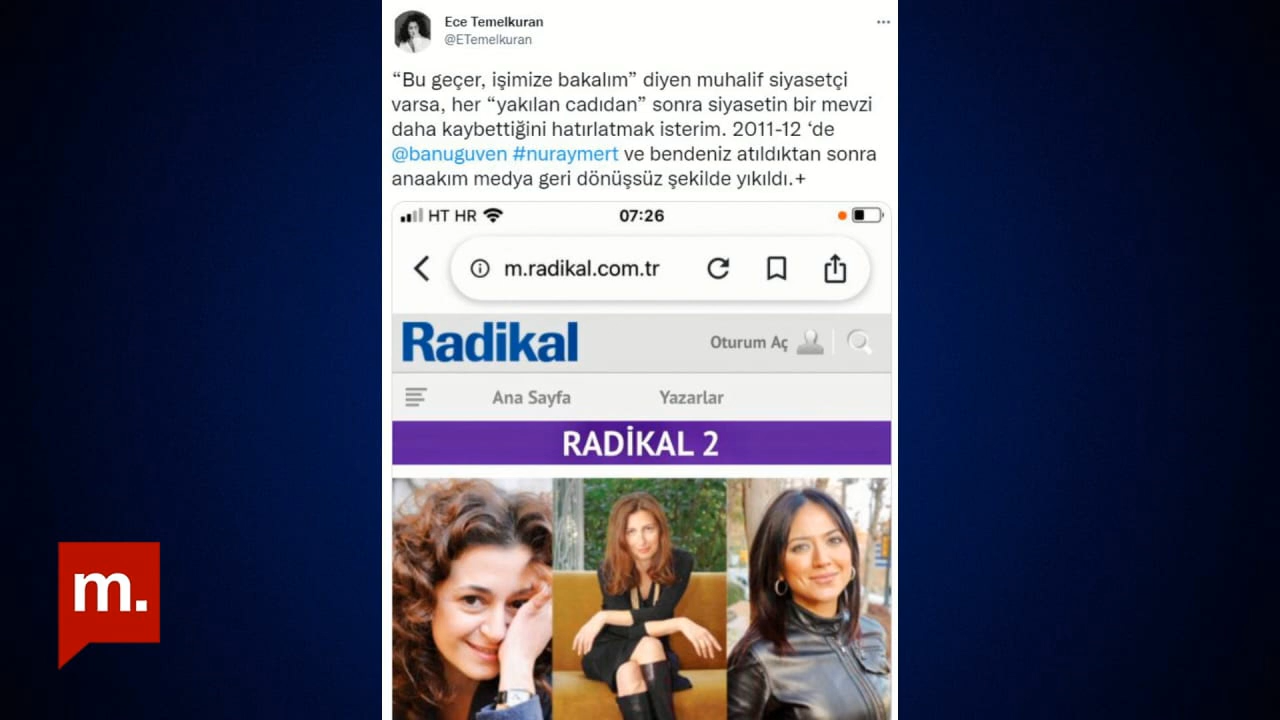 Ece Temelkuran
@ETemelkuran
“Bu geçer, işimize bakalım” diyen muhalif siyasetçi
varsa, her “yakılan cadıdan” sonra siyasetin bir mevzi
daha kaybettiğini hatırlatmak isterim. 2011-12 ‘de
@banuguven #nuraymert ve bendeniz atıldıktan sonra
anaakım medya geri dönüşsüz şekilde yıkıldı.+
HT HR 07:26
m.radikal.com.tr
Radikal Oturum Aç
Ana Sayfa Yazarlar
RADİKAL 2
m.